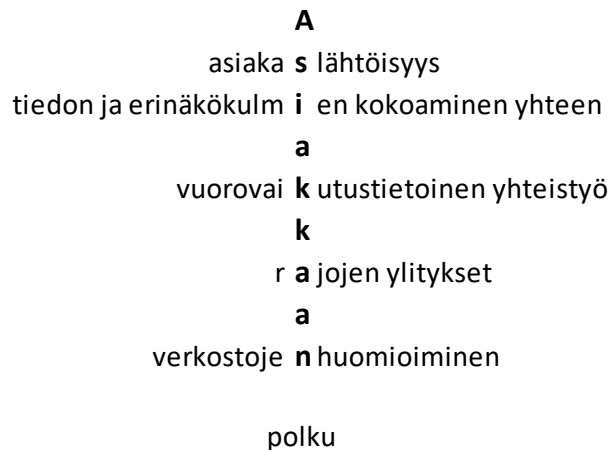 A
asiaka s lähtöisyys
tiedon ja erinäkökulm i en kokoaminen yhteen
a
vuorovai k utustietoinen yhteistyö
k
r a jojen ylitykset
a
verkostoje n huomioiminen
polku